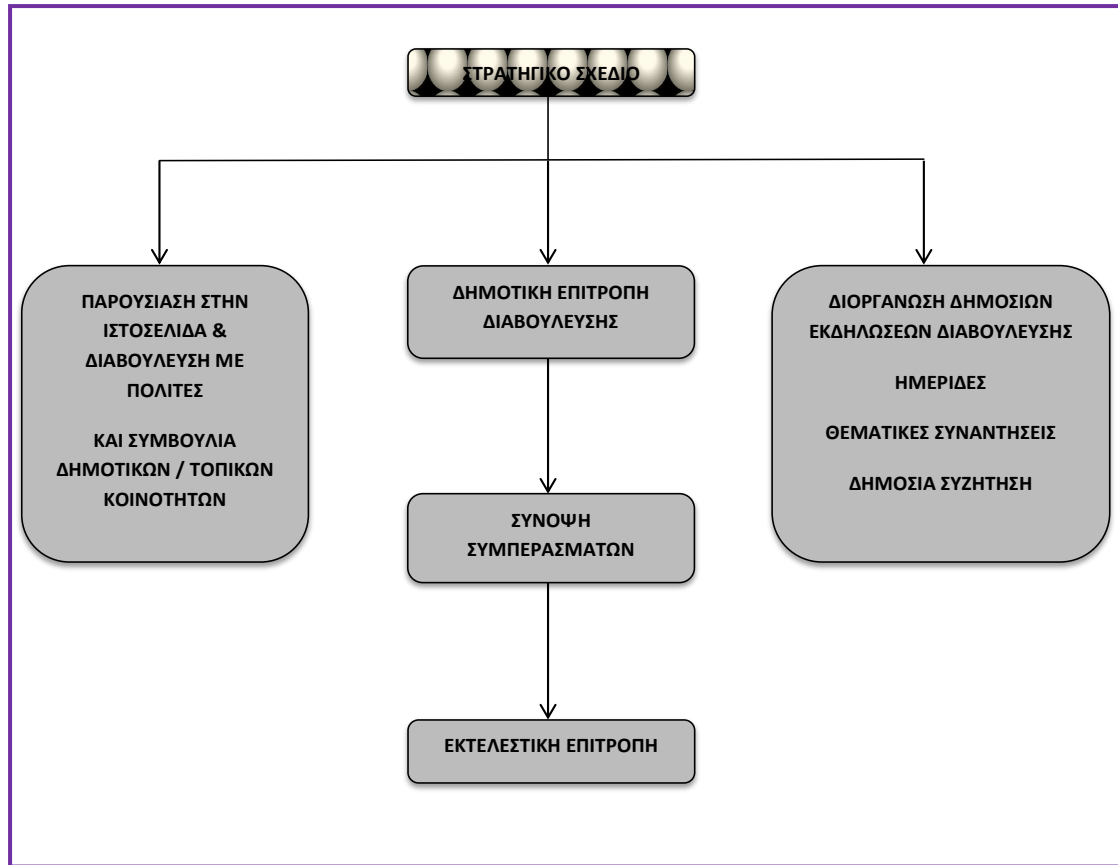 ΣΤΡΑΤΗΓΙΚΟ ΣΧΕΔΙΟ
ΠΑΡΟΥΣΙΑΣΗ ΣΤΗΝ
ΙΣΤΟΣΕΛΙΔΑ &
ΔΙΑΒΟΥΛΕΥΣΗ ΜΕ
ΠΟΛΙΤΕΣ
ΚΑΙ ΣΥΜΒΟΥΛΙΑ
ΔΗΜΟΤΙΚΩΝ / ΤΟΠΙΚΩΝ
ΚΟΙΝΟΤΗΤΩΝ
ΔΗΜΟΤΙΚΗ ΕΠΙΤΡΟΠΗ
ΔΙΑΒΟΥΛΕΥΣΗΣ
ΔΙΟΡΓΑΝΩΣΗ ΔΗΜΟΣΙΩΝ
ΕΚΔΗΛΩΣΕΩΝ ΔΙΑΒΟΥΛΕΥΣΗΣ
ΗΜΕΡΙΔΕΣ
ΘΕΜΑΤΙΚΕΣ ΣΥΝΑΝΤΗΣΕΙΣ
ΔΗΜΟΣΙΑ ΣΥΖΗΤΗΣΗ
ΣΥΝΟΨΗ
ΣΥΜΠΕΡΑΣΜΑΤΩΝ
ΕΚΤΕΛΕΣΤΙΚΗ ΕΠΙΤΡΟΠΗ